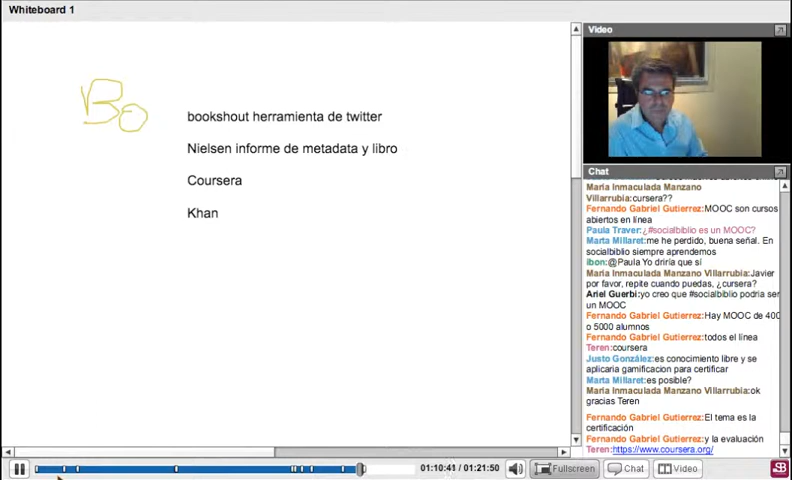 Whiteboard 1
Bo
bookshout herramienta de twitter
Nielsen informe de metadata y libro
Coursera
Khan
Video
Chat
María Inmaculada Manzano
Villarrubia:cursera??
Fernando Gabriel Gutierrez:MOOC son cursos
abiertos en línea
Paula Traver:¿#socialbiblio es un MOOC?
Marta Millaret:me he perdido, buena señal. En
socialbiblio siempre aprendemos
ibon:@Paula Yo diría que sí
María Inmaculada Manzano Villarrubia:Javier
por favor, repite cuando puedas, ¿cursera?
Ariel Guerbi:yo creo que #socialbiblio podria ser
un MOOC
Fernando Gabriel Gutierrez:Hay MOOC de 400
o 5000 alumnos
Fernando Gabriel Gutierrez:todos el linea
Teren:coursera
Justo González:es conocimiento libre y se
aplicaria gamification para certificar
Marta Millaret:es posible?
María Inmaculada Manzano Villarrubia:ok
gracias Teren
Fernando Gabriel Gutierrez:El tema es la
certificación
Fernando Gabriel Gutierrez:y la evaluación
Teren:https://www.coursera.org/
01:10:41 / 01:21:50
Fullscreen
Chat
Video
SB